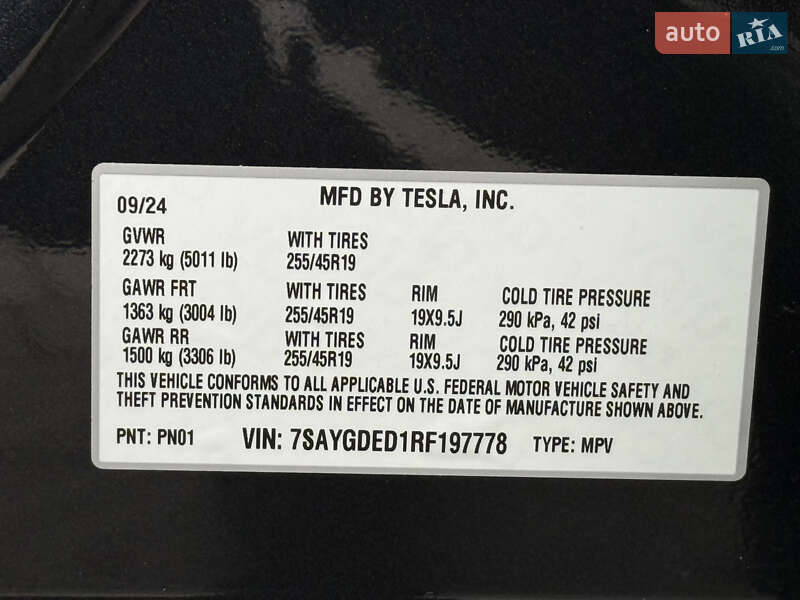 auto RIA .com
MFD BY TESLA, INC.
09/24
GVWR WITH TIRES
2273 kg (5011 lb) 255/45R19
GAWR FRT WITH TIRES RIM COLD TIRE PRESSURE
1363 kg (3004 lb) 255/45R19 19X9.5J 290 kPa, 42 psi
GAWR RR WITH TIRES RIM COLD TIRE PRESSURE
1500 kg (3306 lb) 255/45R19 19X9.5J 290 kPa, 42 psi
THIS VEHICLE CONFORMS TO ALL APPLICABLE U.S. FEDERAL MOTOR VEHICLE SAFETY AND
THEFT PREVENTION STANDARDS IN EFFECT ON THE DATE OF MANUFACTURE SHOWN ABOVE.
PNT: PN01 VIN: 7SAYGDED1RF197778 TYPE: MPV